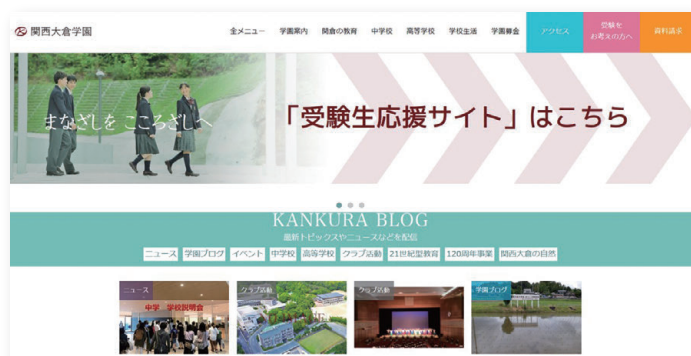 関西大倉学園
全メニュー 学園案内 関倉の教育 中学校 高等学校 学校生活 学園募金 アクセス 受験を
お考えの方へ 資料請求
まなざしを こころざしへ
「受験生応援サイト」はこちら
KANKURA BLOG
最新トピックスやニュースなどを配信
ニュース 学園ブログ イベント 中学校 高等学校 クラブ活動 21世紀型教育 120周年事業 関西大倉の自然
ニュース クラブ活動 クラブ活動 学園ブログ
中学 学校説明会